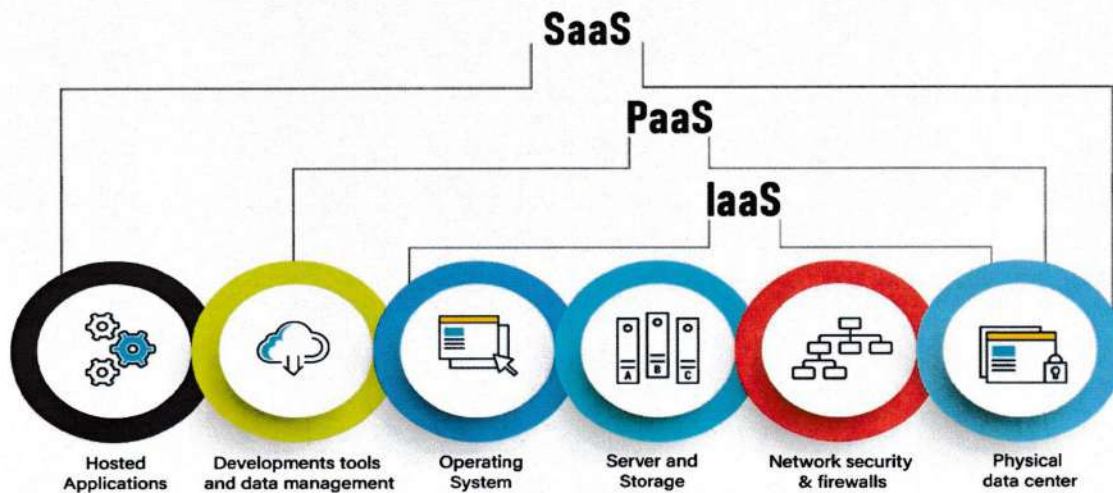 SaaS
PaaS
IaaS
A B C
Hosted
Applications
Developments tools
and data management
Operating
System
Server and
Storage
Network security
& firewalls
Physical
data center